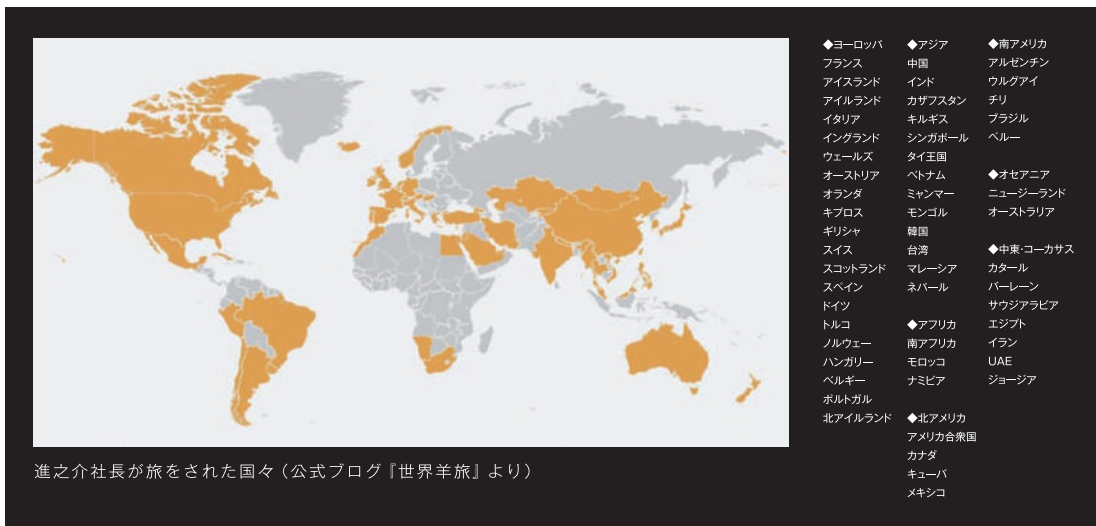 ◆ヨーロッパ
フランス
アイスランド
アイルランド
イタリア
イングランド
ウェールズ
オーストリア
オランダ
キプロス
ギリシャ
スイス
スコットランド
スペイン
ドイツ
トルコ
ノルウェー
ハンガリー
ベルギー
ポルトガル
北アイルランド
◆アジア
中国
インド
カザフスタン
キルギス
シンガポール
タイ王国
ベトナム
ミャンマー
モンゴル
韓国
台湾
マレーシア
ネパール
◆アフリカ
南アフリカ
モロッコ
ナミビア
◆北アメリカ
アメリカ合衆国
カナダ
キューバ
メキシコ
◆南アメリカ
アルゼンチン
ウルグアイ
チリ
ブラジル
ペルー
◆オセアニア
ニュージーランド
オーストラリア
◆中東・コーカサス
カタール
バーレーン
サウジアラビア
エジプト
イラン
UAE
ジョージア
進之介社長が旅をされた国々（公式ブログ『世界羊旅』より）